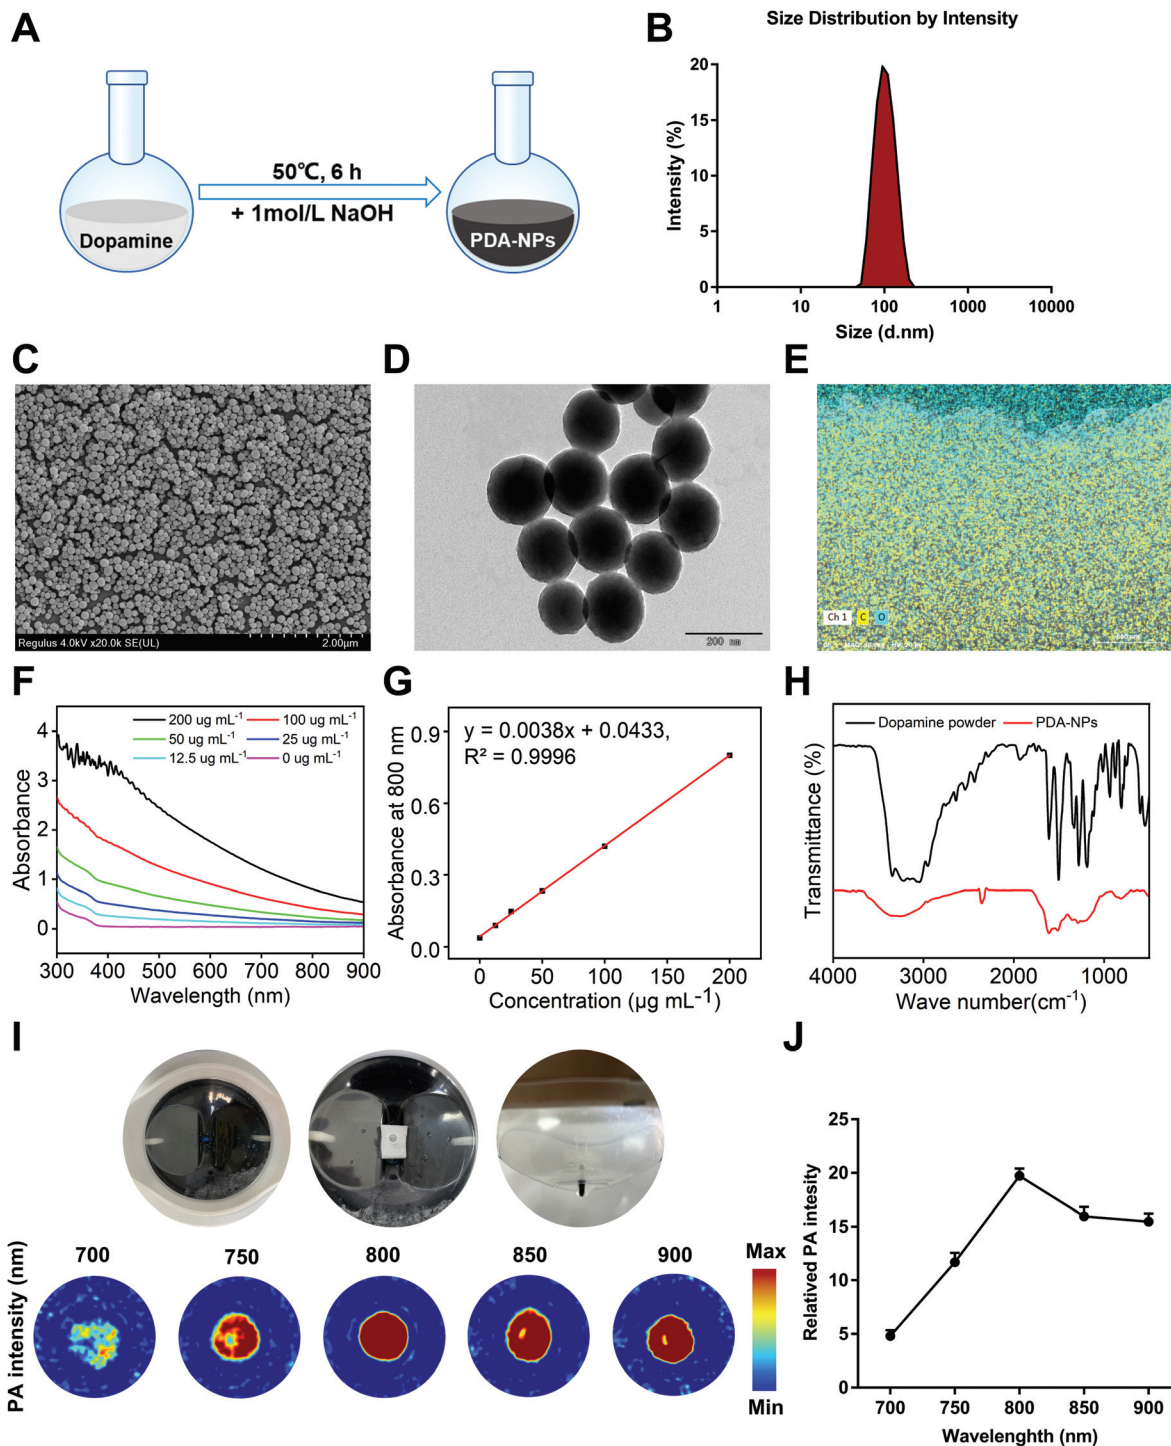 A
50℃, 6 h
+ 1mol/L NaOH
Dopamine
PDA-NPs
B
Size Distribution by Intensity
Intensity (%)
20
15
10
5
0
1 10 100 1000 10000
Size (d.nm)
C
Regulus 4.0kV x20.0k SE(UL)
2.00µm
D
200 nm
E
Ch 1 C O
F
Absorbance
4
3
2
1
0
200 ug mL⁻¹ 100 ug mL⁻¹
50 ug mL⁻¹ 25 ug mL⁻¹
12.5 ug mL⁻¹ 0 ug mL⁻¹
300 400 500 600 700 800 900
Wavelength (nm)
G
Absorbance at 800 nm
0.9
0.6
0.3
0.0
y = 0.0038x + 0.0433,
R² = 0.9996
0 50 100 150 200
Concentration (µg mL⁻¹)
H
Transmittance (%)
Dopamine powder PDA-NPs
4000 3000 2000 1000
Wave number(cm⁻¹)
I
PA intensity (nm)
700 750 800 850 900
Max
Min
J
Relatived PA intesity
25
20
15
10
5
0
700 750 800 850 900
Wavelenghth (nm)